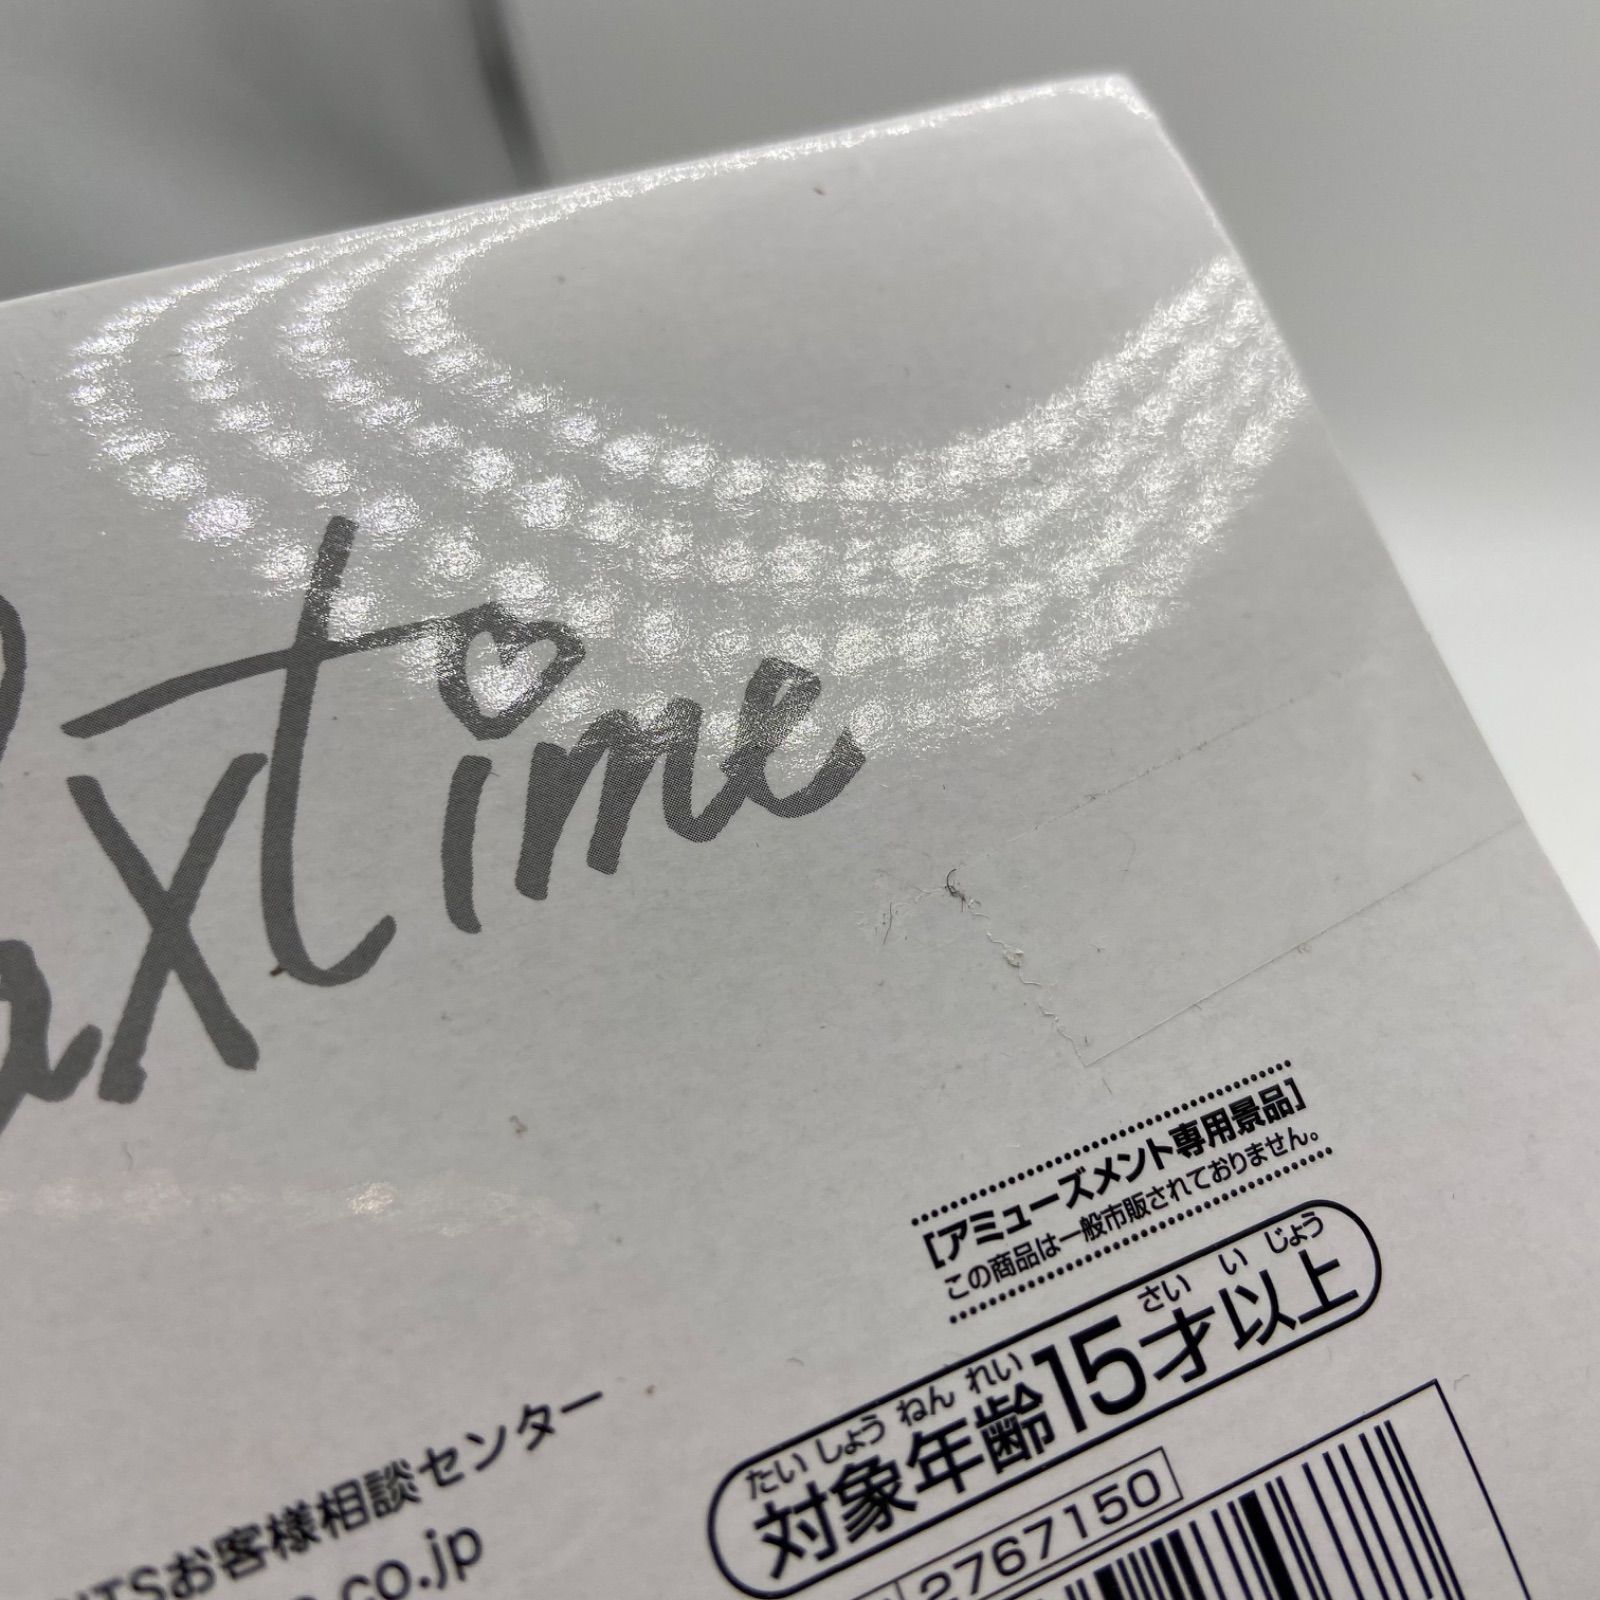 axtime
[アミューズメント専用景品]
この商品は一般市販されておりません。
たい しょう ねん れい さい い じょう
対象年齢15才以上
2767150
ITSお客様相談センター
.co.jp